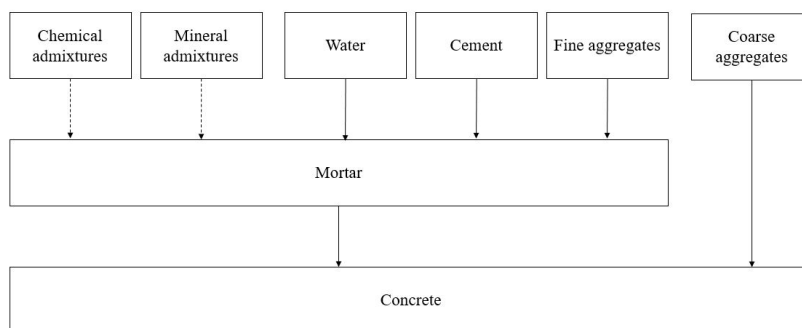 Chemical
admixtures
Mineral
admixtures
Water
Cement
Fine aggregates
Coarse
aggregates
Mortar
Concrete